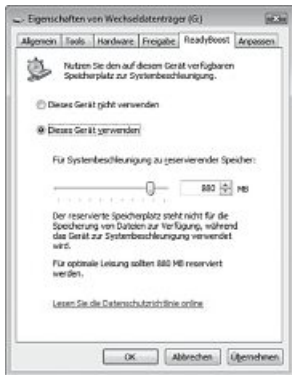 Eigenschaften von Wechseldatenträger (G:)
Allgemein Tools Hardware Freigabe ReadyBoost Anpassen
Nutzen Sie den auf diesem Gerät verfügbaren
Speicherplatz zur Systembeschleunigung.
Dieses Gerät nicht verwenden
Dieses Gerät verwenden
Für Systembeschleunigung zu reservierender Speicher:
880 MB
Der reservierte Speicherplatz steht nicht für die
Speicherung von Dateien zur Verfügung, während
das Gerät zur Systembeschleunigung verwendet
wird.
Für optimale Leisung sollten 880 MB reserviert
werden.
Lesen Sie die Datenschutzrichtlinie online
OK Abbrechen Übernehmen